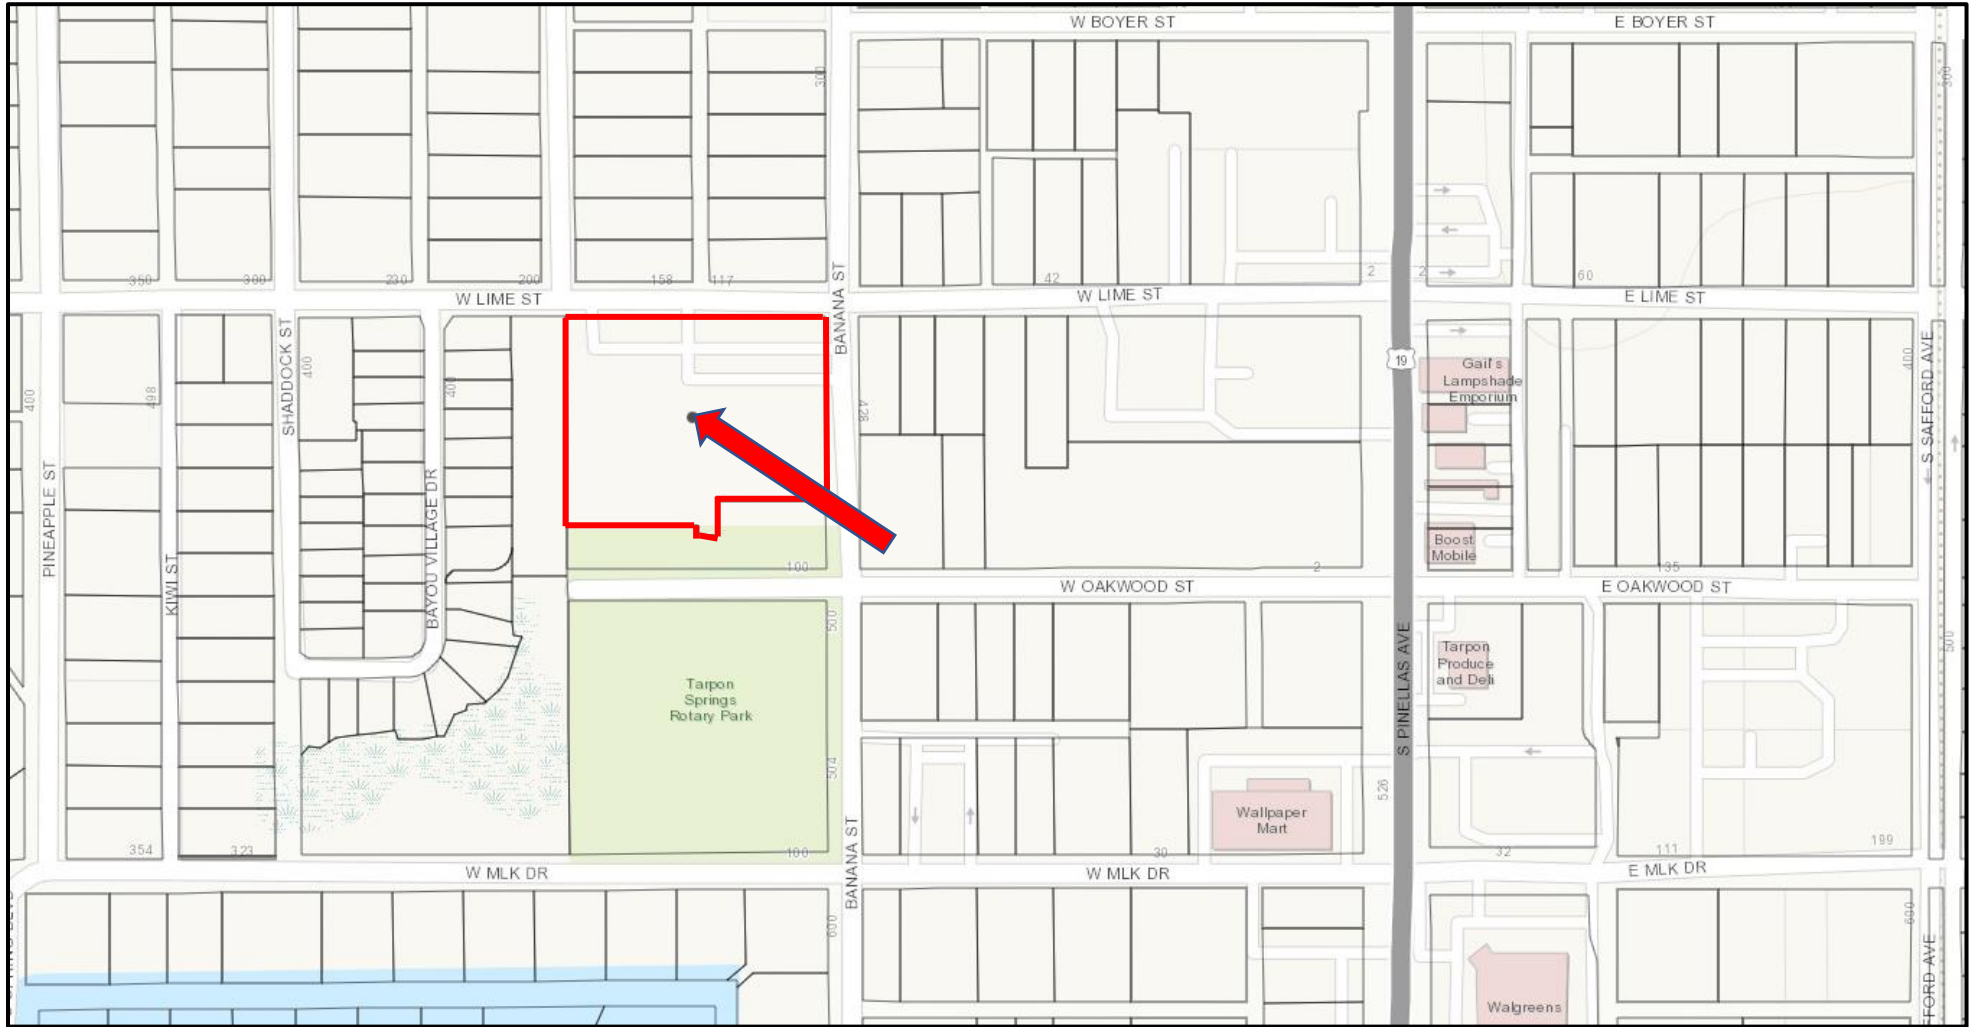 W BOYER ST
E BOYER ST
300
300
350
300
230
200
158
117
42
2
2
60
W LIME ST
W LIME ST
E LIME ST
BANANA ST
SHADDOCK ST
400
400
400
498
428
19
Gail's
Lampshade
Emporium
400
S SAFFORD AVE
PINEAPPLE ST
KIWI ST
BAYOU VILLAGE DR
Boost
Mobile
100
2
135
W OAKWOOD ST
E OAKWOOD ST
500
500
S PINELLAS AVE
Tarpon
Produce
and Deli
Tarpon
Springs
Rotary Park
504
526
Wallpaper
Mart
354
323
100
30
32
111
199
W MLK DR
W MLK DR
E MLK DR
BANANA ST
600
600
Walgreens
FFORD AVE